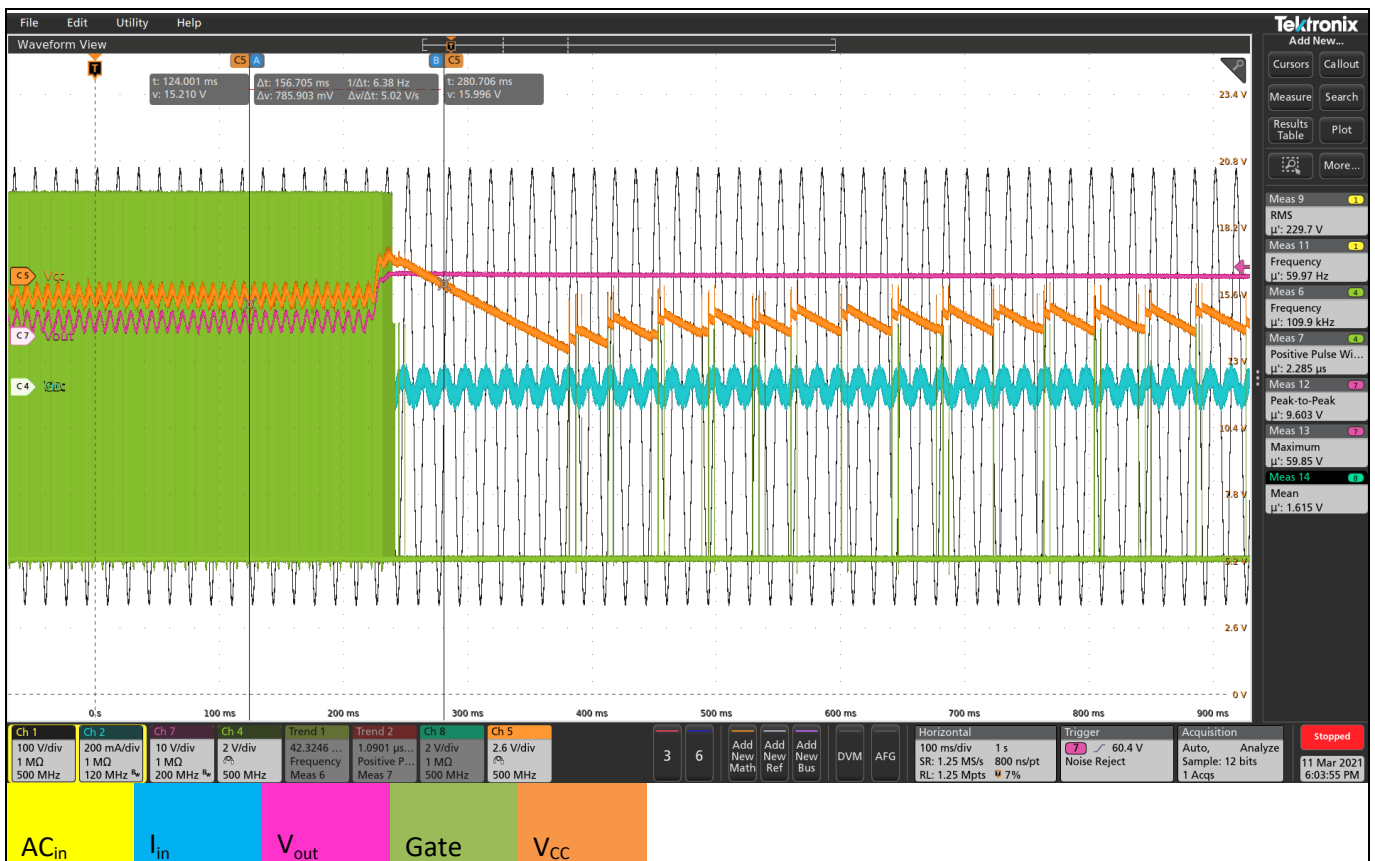 File Edit Utility Help
Tektronix
Waveform View
Add New...
Cursors Callout
Measure Search
Results Table Plot
More...
T
T
C5 A
B C5
t: 124.001 ms
v: 15.210 V
Δt: 156.705 ms 1/Δt: 6.38 Hz
Δv: 785.903 mV Δv/Δt: 5.02 V/s
t: 280.706 ms
v: 15.996 V
23.4 V
20.8 V
18.2 V
15.6 V
13 V
10.4 V
7.8 V
5.2 V
2.6 V
0 V
C5 Vcc
C7 Vout
C4
Meas 9 1
RMS
μ': 229.7 V
Meas 11 1
Frequency
μ': 59.97 Hz
Meas 6 4
Frequency
μ': 109.9 kHz
Meas 7 4
Positive Pulse Wi...
μ': 2.285 μs
Meas 12 7
Peak-to-Peak
μ': 9.603 V
Meas 13 7
Maximum
μ': 59.85 V
Meas 14 8
Mean
μ': 1.615 V
0 s 100 ms 200 ms 300 ms 400 ms 500 ms 600 ms 700 ms 800 ms 900 ms
Ch 1
100 V/div
1 MΩ
500 MHz
Ch 2
200 mA/div
1 MΩ
120 MHz Bw
Ch 7
10 V/div
1 MΩ
200 MHz Bw
Ch 4
2 V/div
500 MHz
Trend 1
42.3246 ...
Frequency
Meas 6
Trend 2
1.0901 μs...
Positive P...
Meas 7
Ch 8
2 V/div
1 MΩ
500 MHz
Ch 5
2.6 V/div
500 MHz
3
6
Add New Math
Add New Ref
Add New Bus
DVM
AFG
Horizontal
100 ms/div 1 s
SR: 1.25 MS/s 800 ns/pt
RL: 1.25 Mpts 7%
Trigger
7 60.4 V
Noise Reject
Acquisition
Auto, Analyze
Sample: 12 bits
1 Acqs
Stopped
11 Mar 2021
6:03:55 PM
ACin Iin Vout Gate VCC